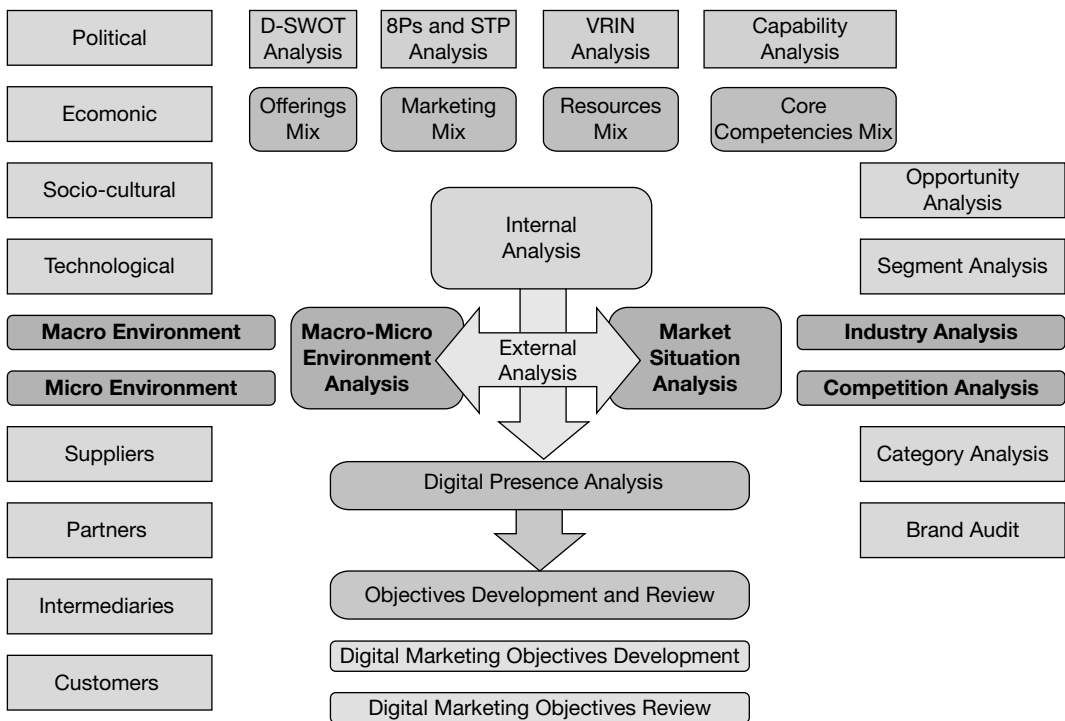 Political
D-SWOT
Analysis
8Ps and STP
Analysis
VRIN
Analysis
Capability
Analysis
Ecomonic
Offerings
Mix
Marketing
Mix
Resources
Mix
Core
Competencies Mix
Socio-cultural
Internal
Analysis
Opportunity
Analysis
Technological
Segment Analysis
Macro Environment
Micro Environment
Macro-Micro
Environment
Analysis
External
Analysis
Market
Situation
Analysis
Industry Analysis
Competition Analysis
Suppliers
Digital Presence Analysis
Category Analysis
Partners
Brand Audit
Intermediaries
Objectives Development and Review
Customers
Digital Marketing Objectives Development
Digital Marketing Objectives Review